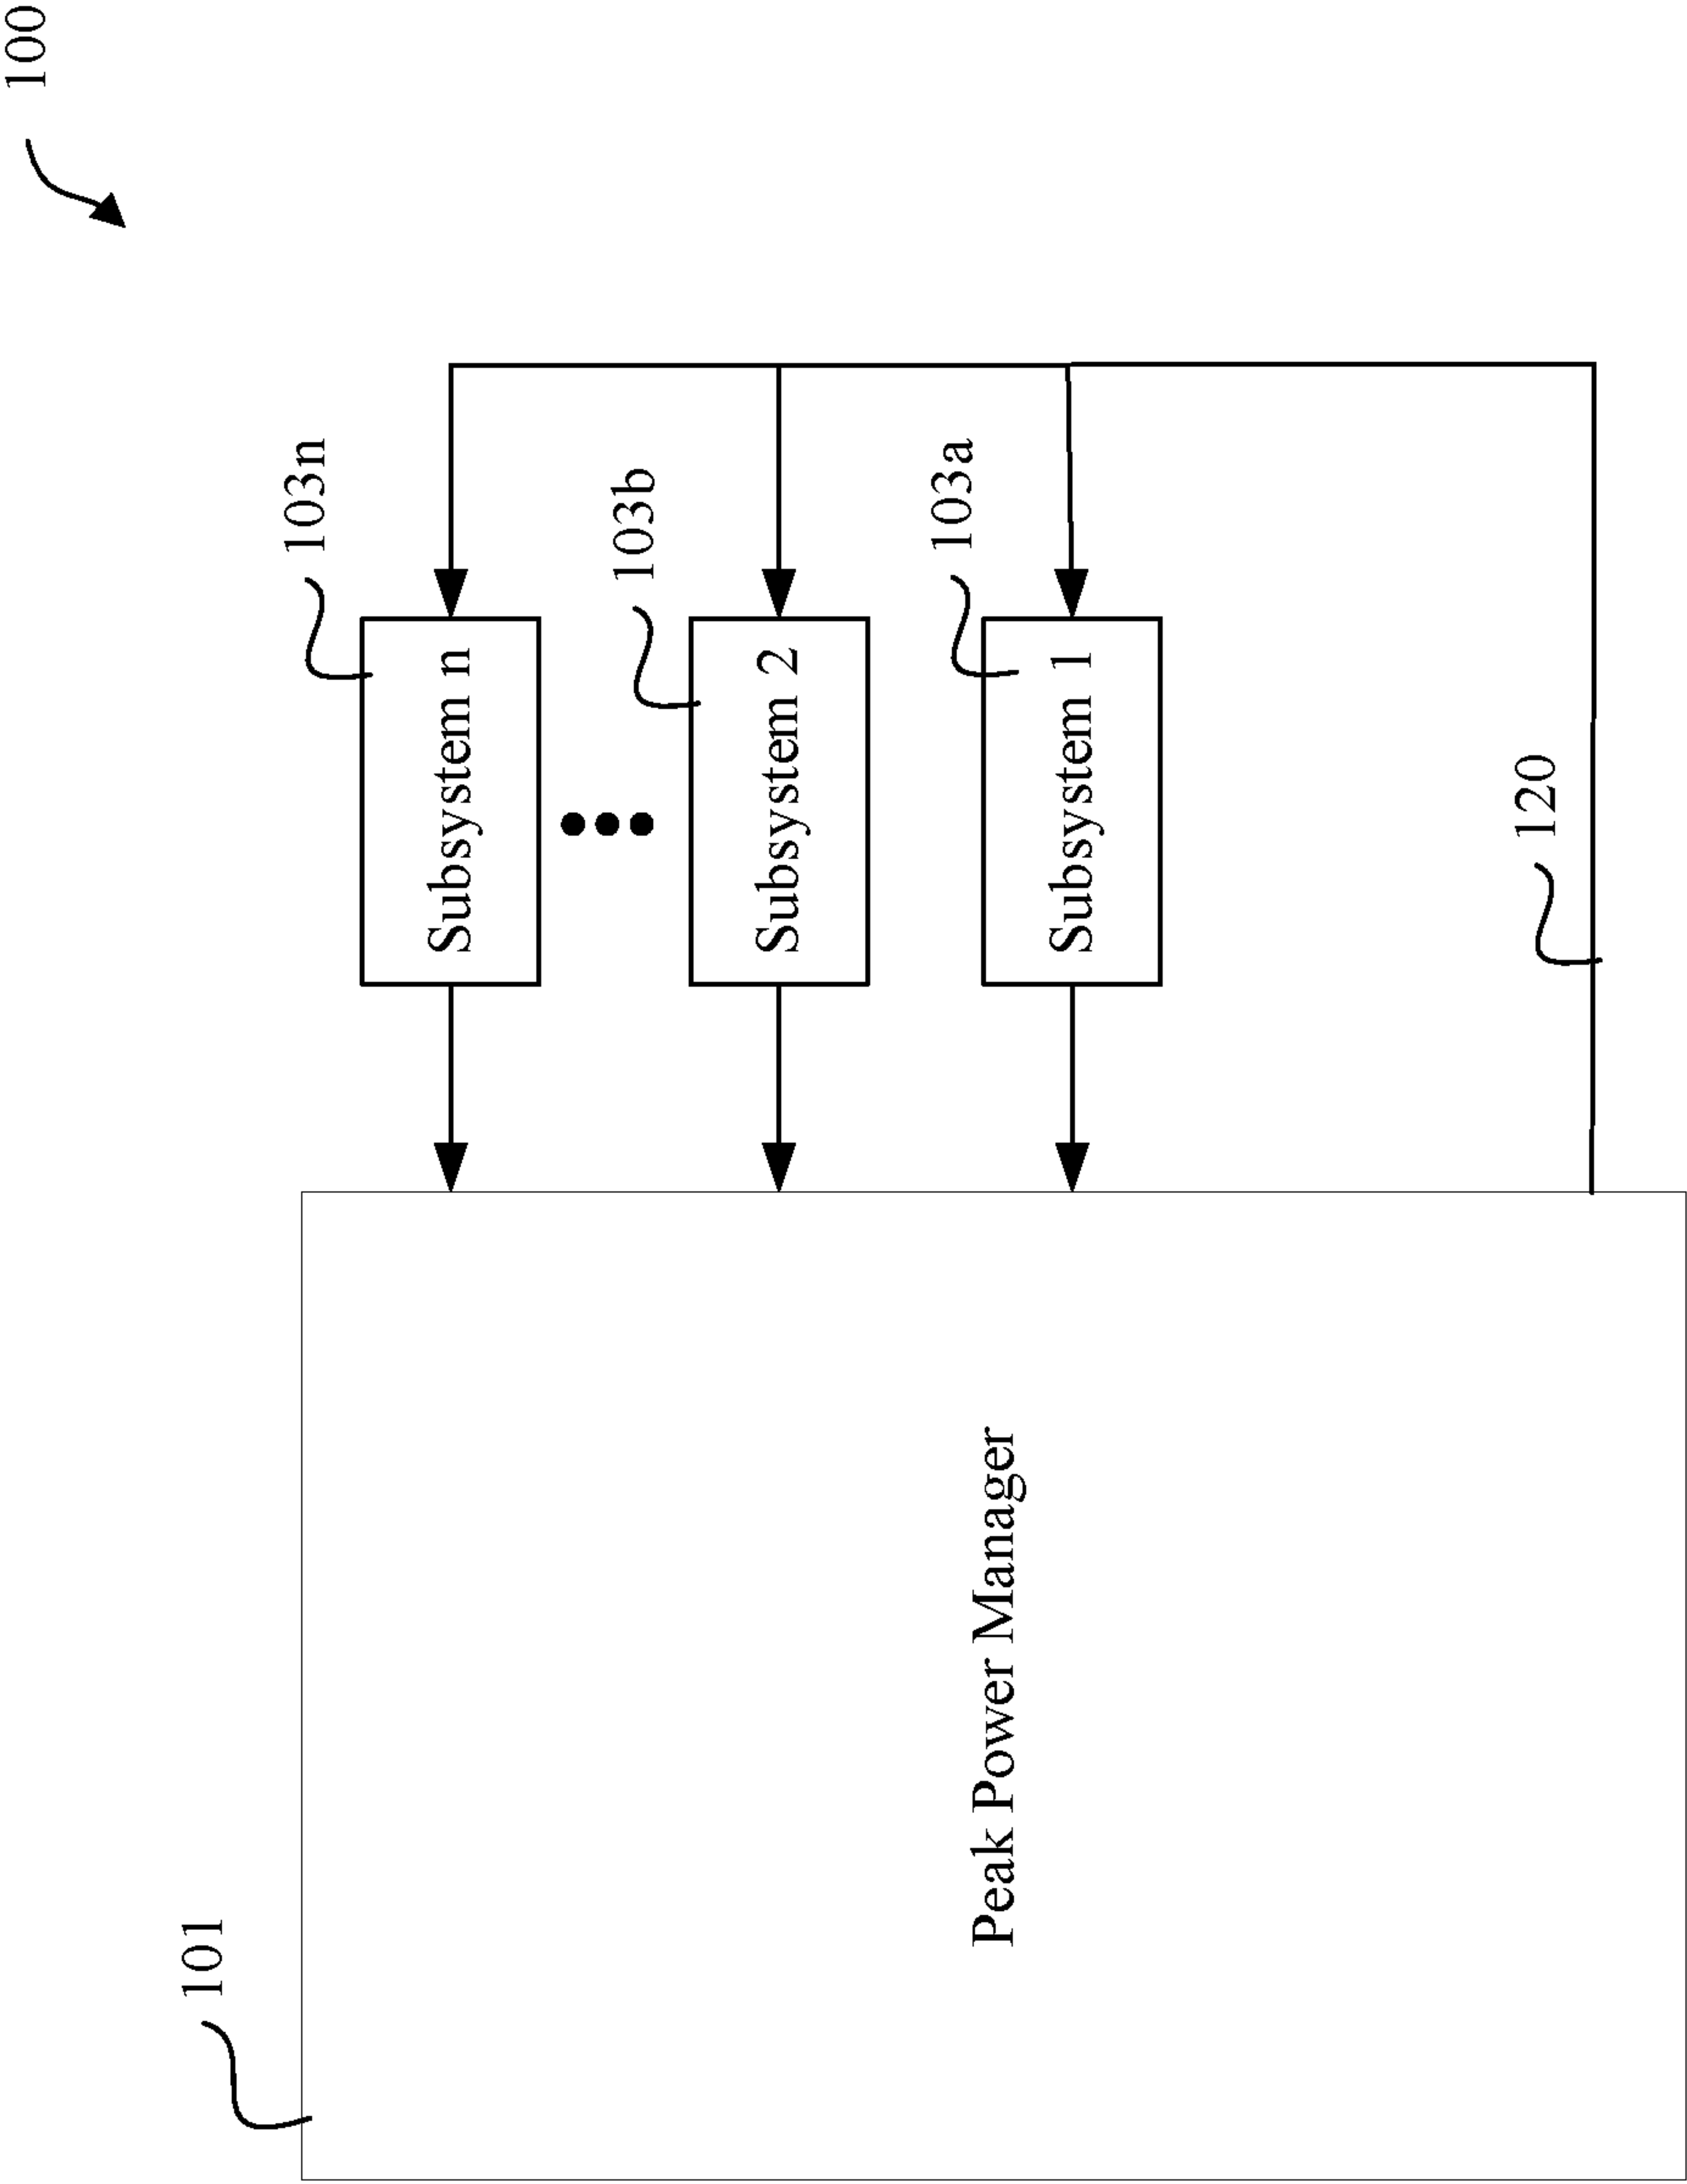 100
101
103n
Subsystem n
103b
Subsystem 2
103a
Subsystem 1
Peak Power Manager
120